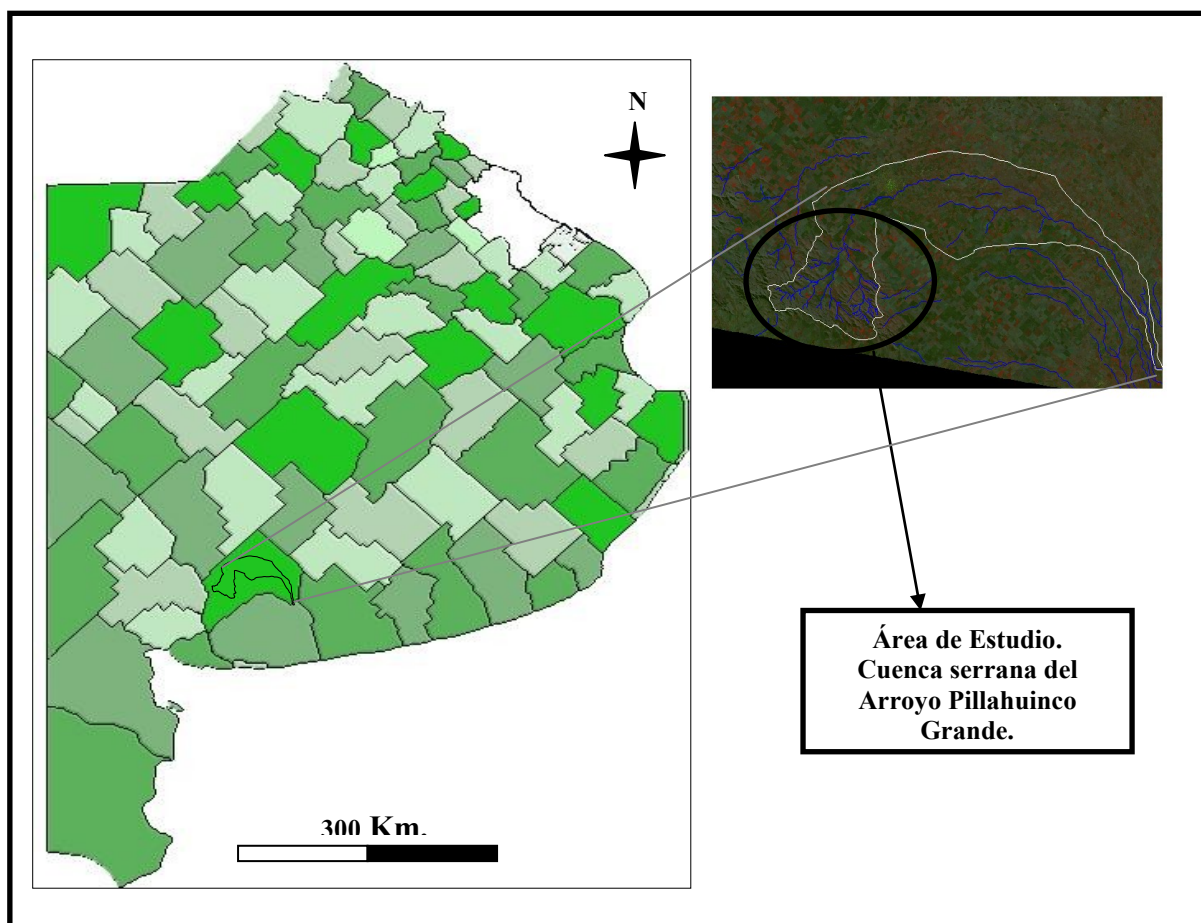 N
300 Km.
Área de Estudio.
Cuenca serrana del
Arroyo Pillahuinco
Grande.